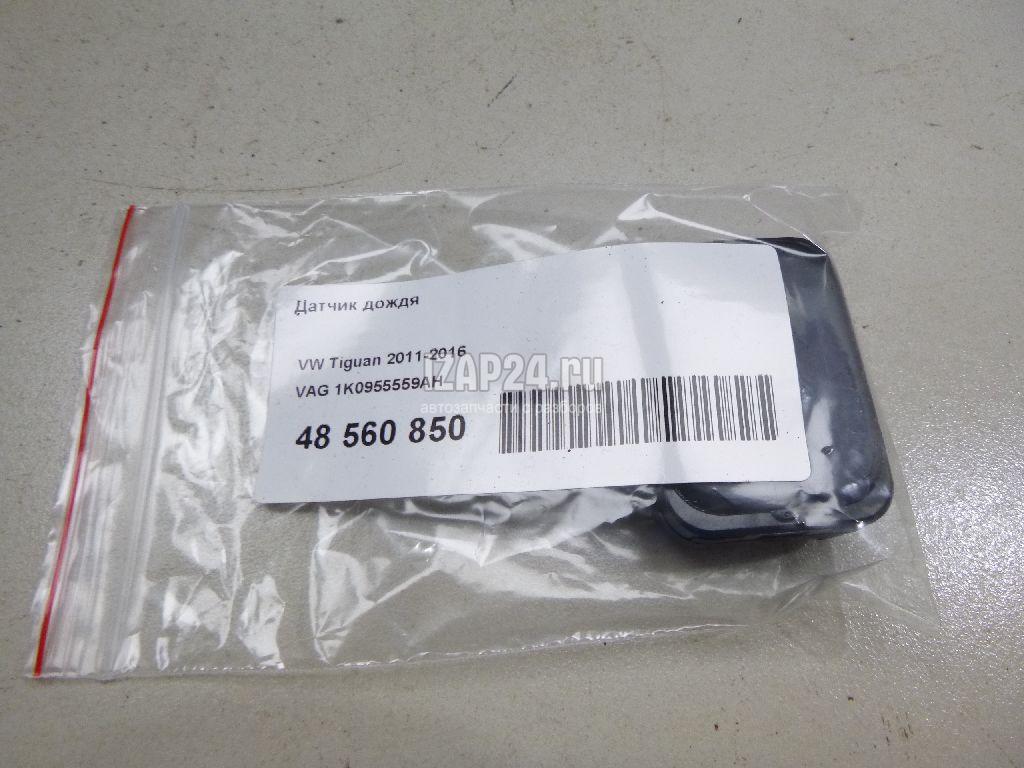 Датчик дождя
VW Tiguan 2011-2016
VAG 1K0955559AH
48 560 850
IZAP24.ru
автозапчасти с разборов